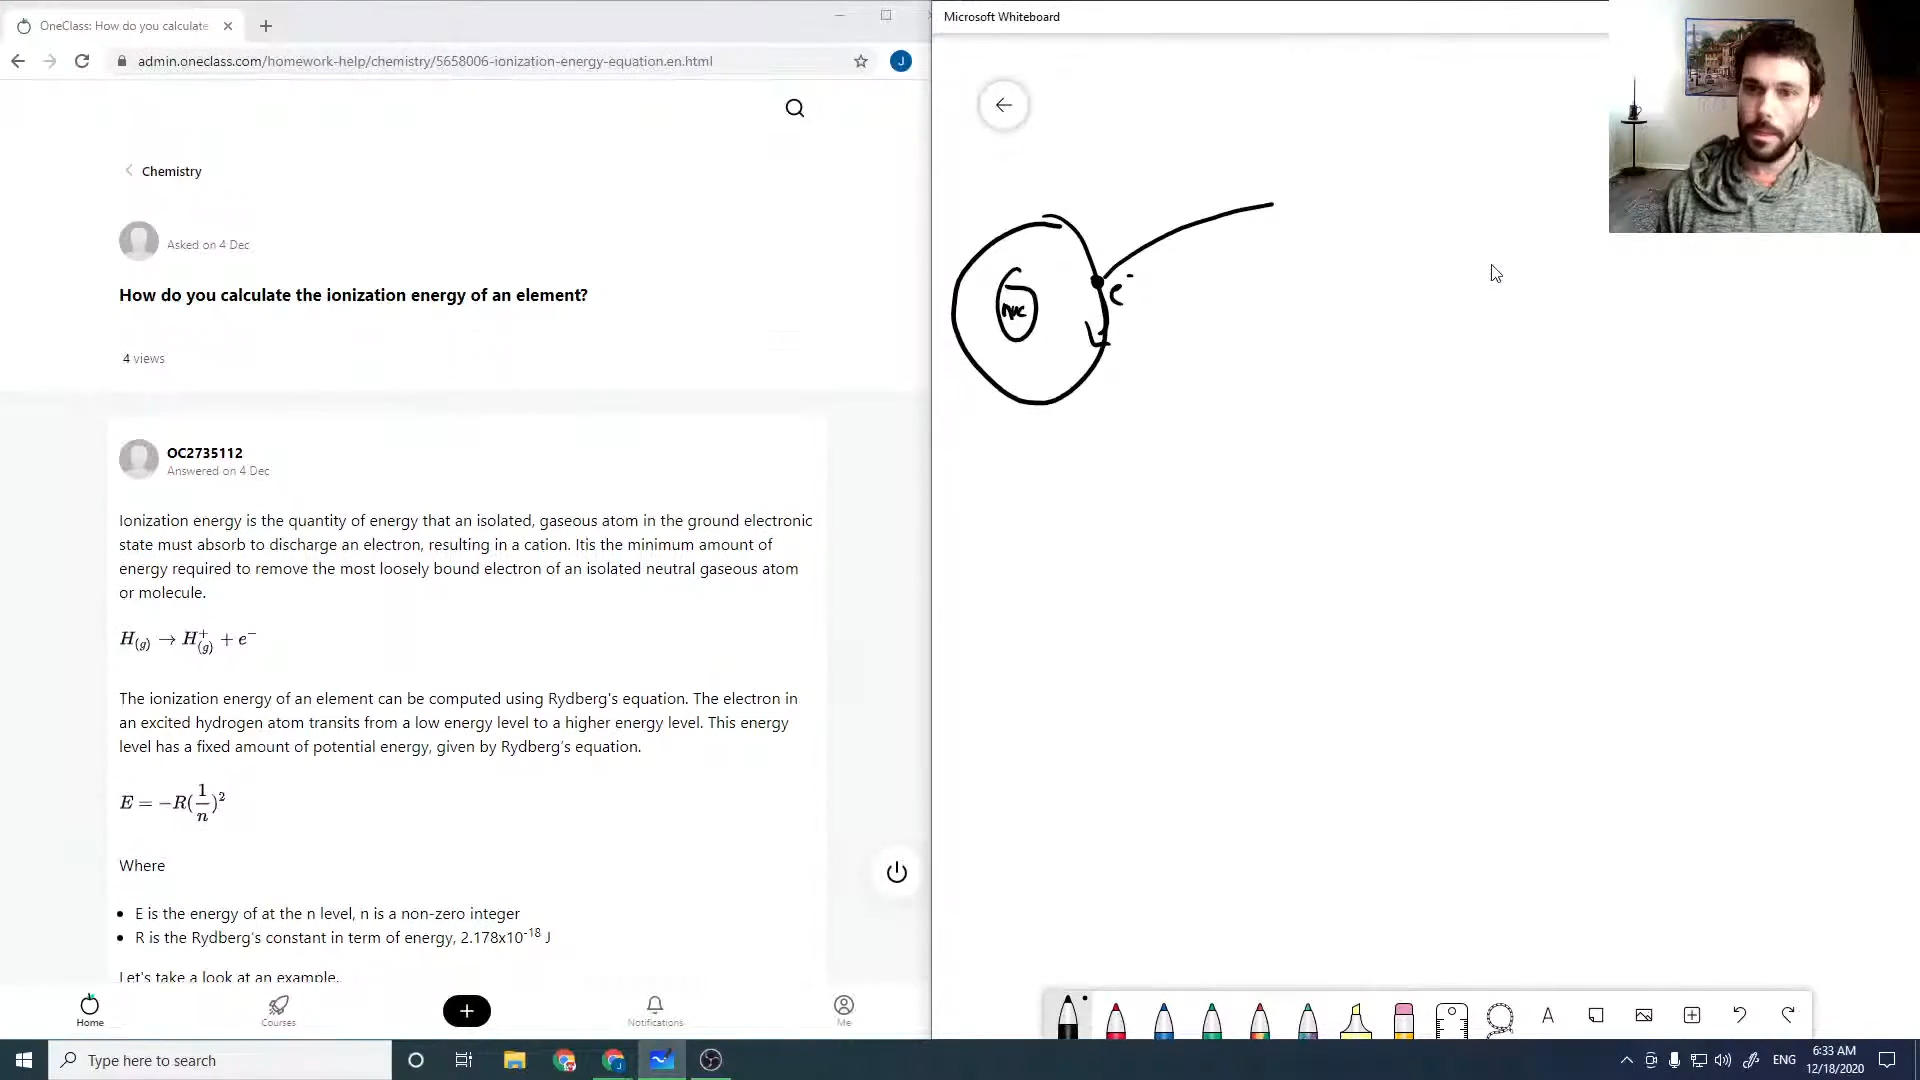 OneClass: How do you calculate
admin.oneclass.com/homework-help/chemistry/5658006-ionization-energy-equation.en.html
J
Chemistry
Asked on 4 Dec
How do you calculate the ionization energy of an element?
4 views
OC2735112
Answered on 4 Dec
Ionization energy is the quantity of energy that an isolated, gaseous atom in the ground electronic
state must absorb to discharge an electron, resulting in a cation. Itis the minimum amount of
energy required to remove the most loosely bound electron of an isolated neutral gaseous atom
or molecule.
H(g) → H+(g) + e−
The ionization energy of an element can be computed using Rydberg's equation. The electron in
an excited hydrogen atom transits from a low energy level to a higher energy level. This energy
level has a fixed amount of potential energy, given by Rydberg's equation.
E = −R(1/n)2
Where
• E is the energy of at the n level, n is a non-zero integer
• R is the Rydberg's constant in term of energy, 2.178x10-18 J
Let's take a look at an example.
Home
Courses
Notifications
Me
Microsoft Whiteboard
nuc
e-
A
Type here to search
ENG
6:33 AM
12/18/2020